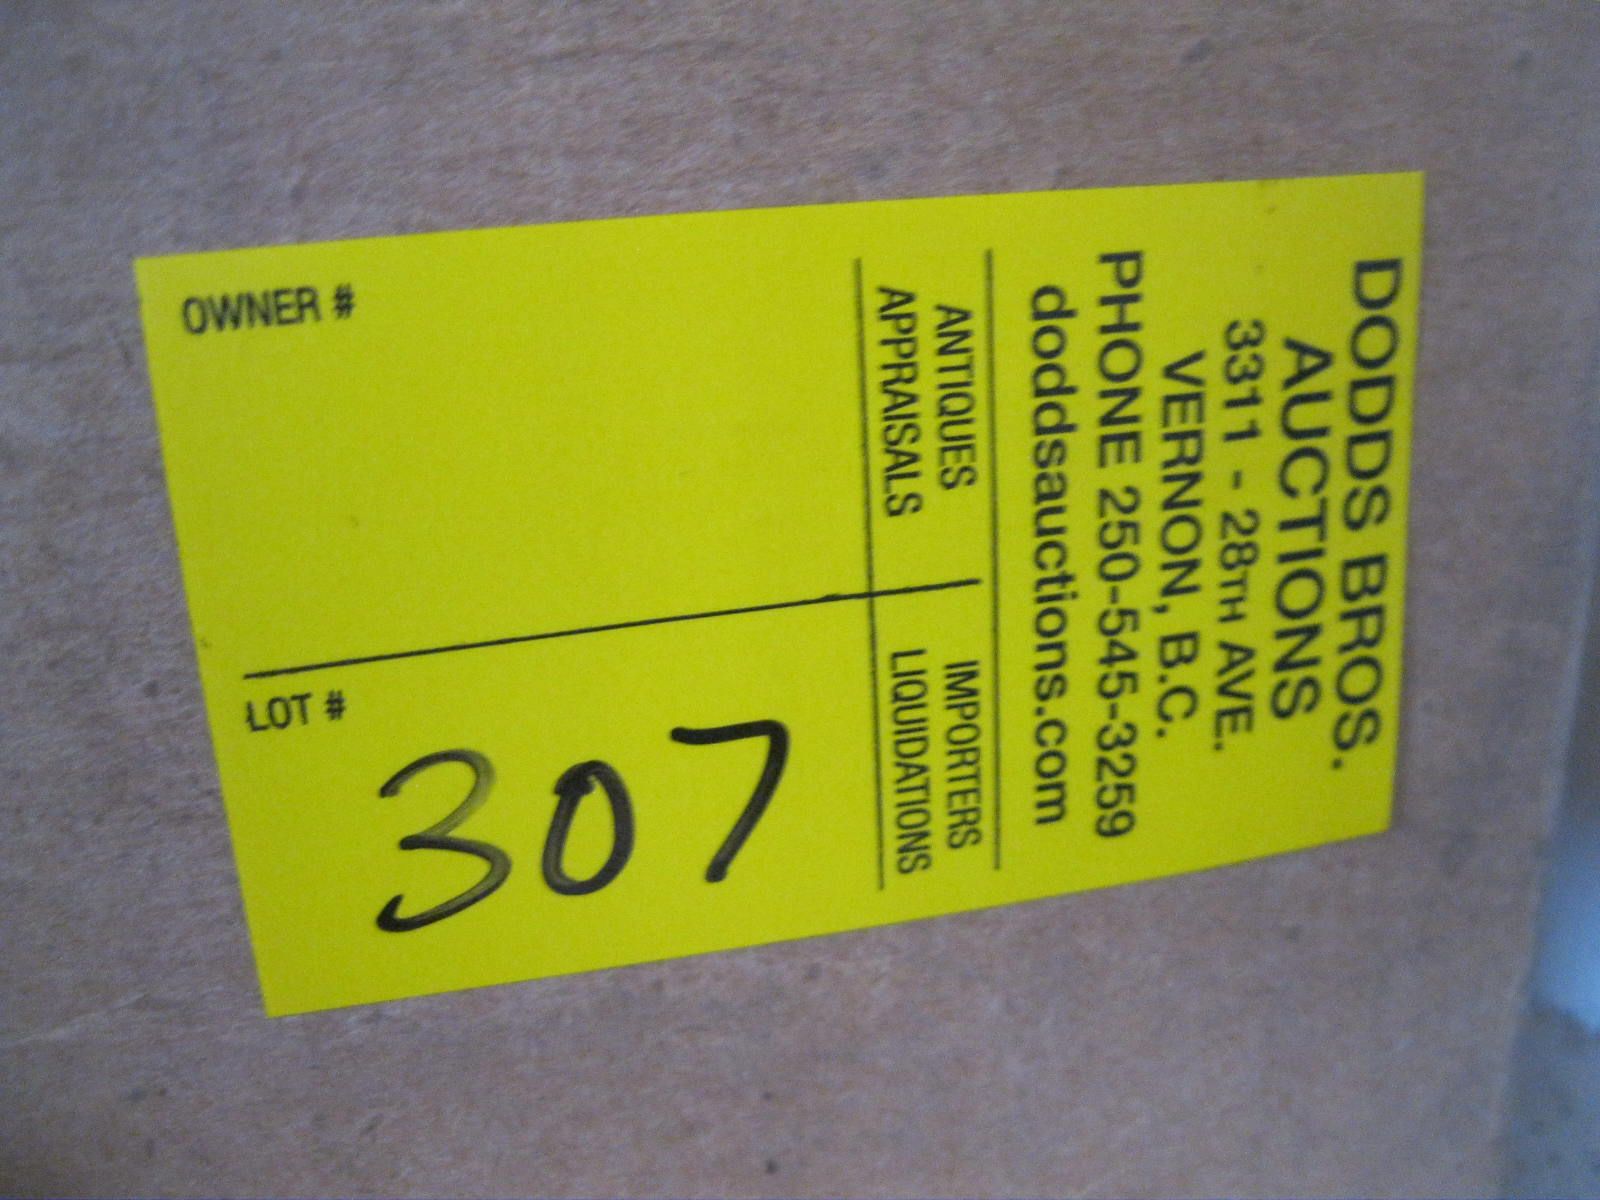 DODDS BROS.
AUCTIONS
3311 - 28TH AVE.
VERNON, B.C.
PHONE 250-545-3259
doddsauctions.com
ANTIQUES
APPRAISALS
IMPORTERS
LIQUIDATIONS
OWNER #
LOT #
307